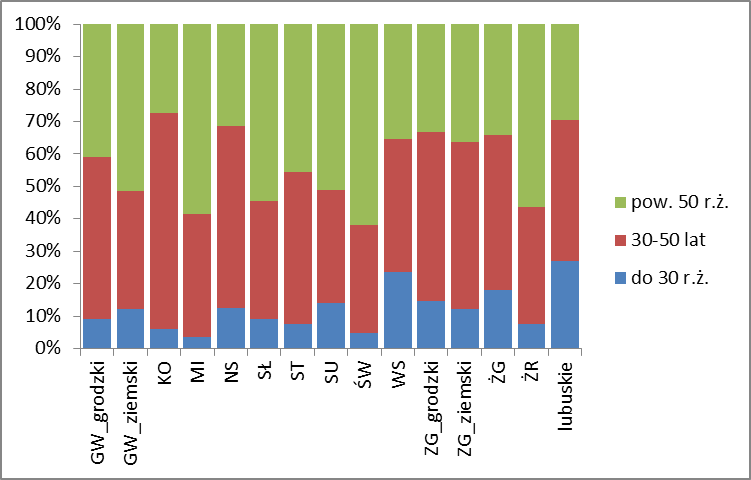 100%
90%
80%
70%
60%
50%
40%
30%
20%
10%
0%
GW_grodzki
GW_ziemski
KO
MI
NS
SŁ
ST
SU
ŚW
WS
ZG_grodzki
ZG_ziemski
ŻG
ŻR
lubuskie
pow. 50 r.ż.
30-50 lat
do 30 r.ż.